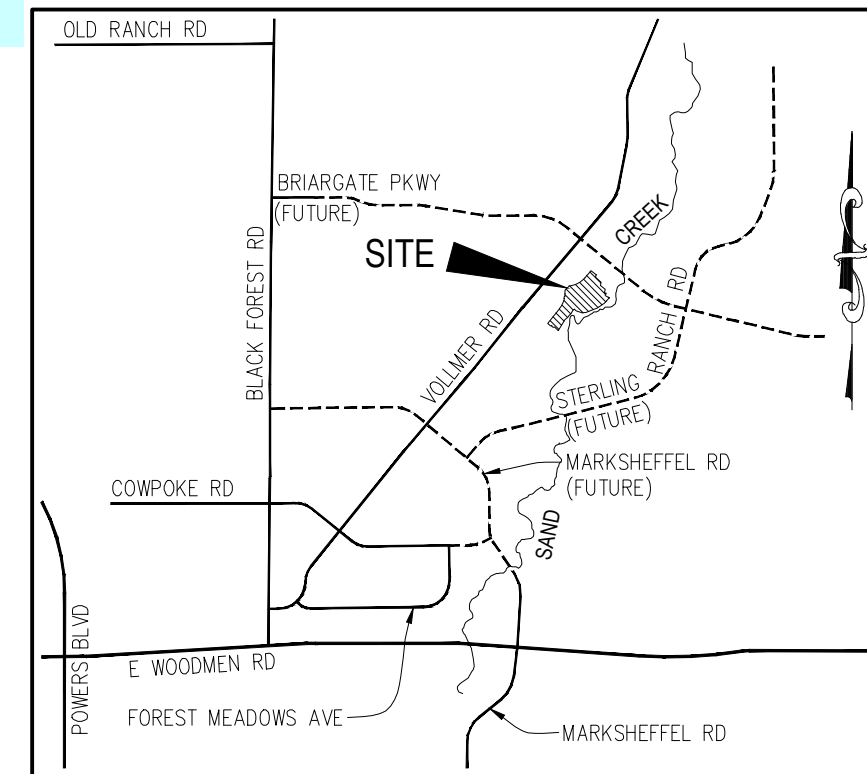 OLD RANCH RD
BRIARGATE PKWY
(FUTURE)
CREEK
SITE
BLACK FOREST RD
VOLLMER RD
RANCH RD
STERLING
(FUTURE)
MARKSHEFFEL RD
(FUTURE)
COWPOKE RD
SAND
POWERS BLVD
E WOODMEN RD
FOREST MEADOWS AVE
MARKSHEFFEL RD